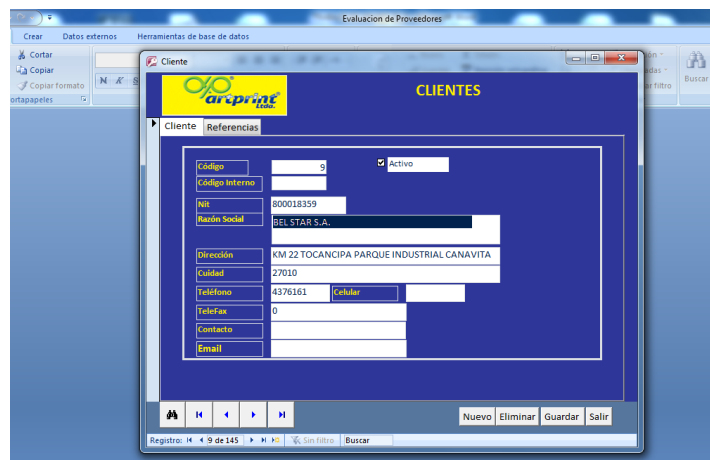 Evaluacion de Proveedores
Crear Datos externos Herramientas de base de datos
Cortar
Copiar
Copiar formato
N K S
ortapapeles
Buscar
ar filtro
Cliente
arcprint
Ltda.
CLIENTES
Cliente Referencias
Código 9 Activo
Código Interno
Nit 800018359
Razón Social BEL STAR S.A.
Dirección KM 22 TOCANCIPA PARQUE INDUSTRIAL CANAVITA
Cuidad 27010
Teléfono 4376161 Celular
TeleFax 0
Contacto
Email
Nuevo Eliminar Guardar Salir
Registro: 9 de 145 Sin filtro Buscar